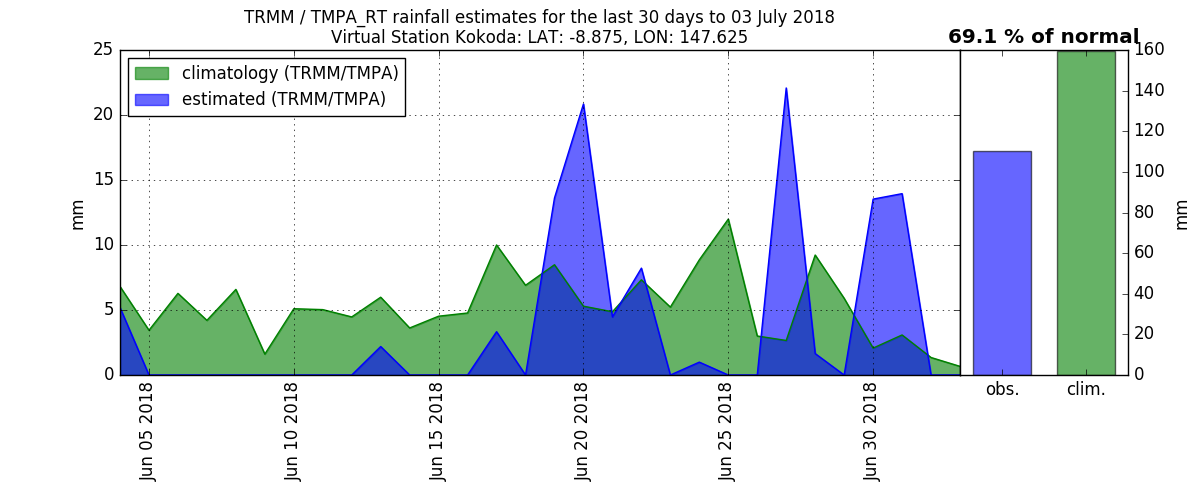 TRMM / TMPA_RT rainfall estimates for the last 30 days to 03 July 2018
Virtual Station Kokoda: LAT: -8.875, LON: 147.625
69.1 % of normal
climatology (TRMM/TMPA)
estimated (TRMM/TMPA)
25
20
15
10
5
0
mm
Jun 05 2018
Jun 10 2018
Jun 15 2018
Jun 20 2018
Jun 25 2018
Jun 30 2018
160
140
120
100
80
60
40
20
0
mm
obs.
clim.